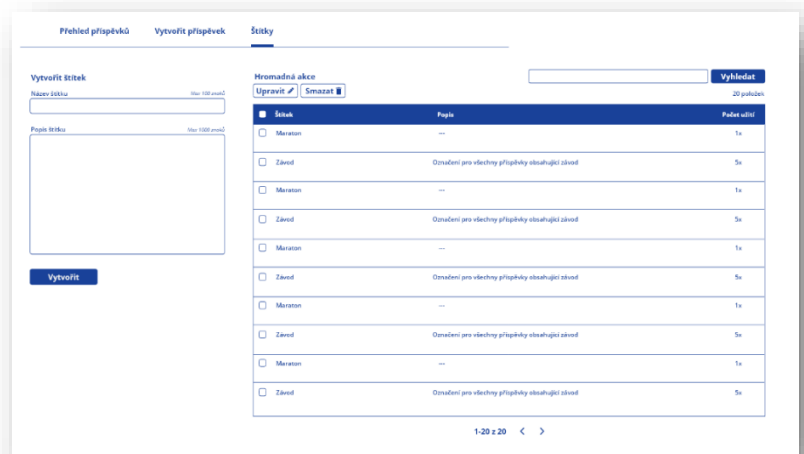 Přehled příspěvků Vytvořit příspěvek Štítky
Vytvořit štítek
Název štítku Max 100 znaků
Popis štítku Max 1500 znaků
Vytvořit
Hromadná akce
Upravit Smazat
Vyhledat
20 položek
Štítek Popis Počet užití
Maraton --- 1x
Závod Označení pro všechny příspěvky obsahující závod 5x
Maraton --- 1x
Závod Označení pro všechny příspěvky obsahující závod 5x
Maraton --- 1x
Závod Označení pro všechny příspěvky obsahující závod 5x
Maraton --- 1x
Závod Označení pro všechny příspěvky obsahující závod 5x
Maraton --- 1x
Závod Označení pro všechny příspěvky obsahující závod 5x
1-20 z 20